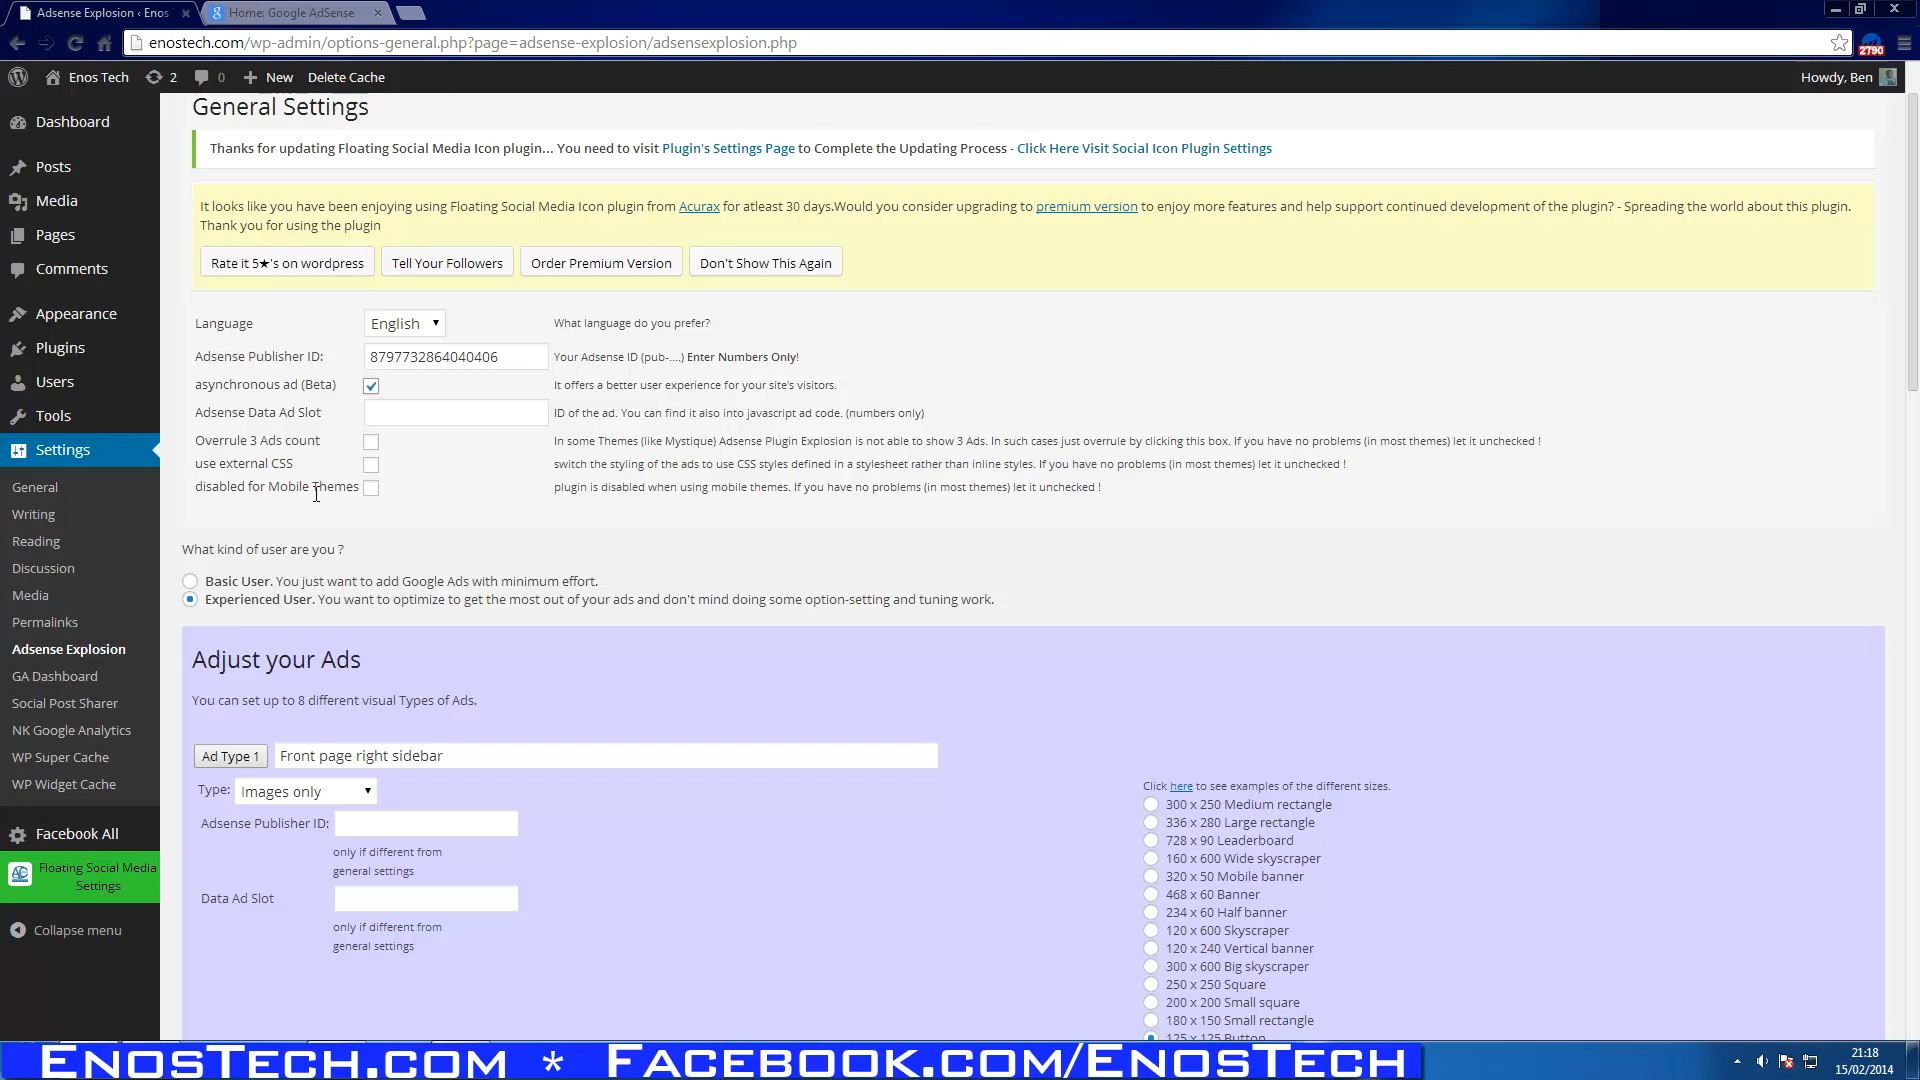 Adsense Explosion ‹ Enos
Home: Google AdSense
enostech.com/wp-admin/options-general.php?page=adsense-explosion/adsensexplosion.php
2790
Enos Tech
2
0
New
Delete Cache
Howdy, Ben
Dashboard
Posts
Media
Pages
Comments
Appearance
Plugins
Users
Tools
Settings
General
Writing
Reading
Discussion
Media
Permalinks
Adsense Explosion
GA Dashboard
Social Post Sharer
NK Google Analytics
WP Super Cache
WP Widget Cache
Facebook All
Floating Social Media
Settings
Collapse menu
General Settings
Thanks for updating Floating Social Media Icon plugin... You need to visit Plugin's Settings Page to Complete the Updating Process - Click Here Visit Social Icon Plugin Settings
It looks like you have been enjoying using Floating Social Media Icon plugin from Acurax for atleast 30 days.Would you consider upgrading to premium version to enjoy more features and help support continued development of the plugin? - Spreading the world about this plugin.
Thank you for using the plugin
Rate it 5★'s on wordpress
Tell Your Followers
Order Premium Version
Don't Show This Again
Language English What language do you prefer?
Adsense Publisher ID: 8797732864040406 Your Adsense ID (pub-....) Enter Numbers Only!
asynchronous ad (Beta) It offers a better user experience for your site's visitors.
Adsense Data Ad Slot ID of the ad. You can find it also into javascript ad code. (numbers only)
Overrule 3 Ads count In some Themes (like Mystique) Adsense Plugin Explosion is not able to show 3 Ads. In such cases just overrule by clicking this box. If you have no problems (in most themes) let it unchecked !
use external CSS switch the styling of the ads to use CSS styles defined in a stylesheet rather than inline styles. If you have no problems (in most themes) let it unchecked !
disabled for Mobile Themes plugin is disabled when using mobile themes. If you have no problems (in most themes) let it unchecked !
What kind of user are you ?
Basic User. You just want to add Google Ads with minimum effort.
Experienced User. You want to optimize to get the most out of your ads and don't mind doing some option-setting and tuning work.
Adjust your Ads
You can set up to 8 different visual Types of Ads.
Ad Type 1 Front page right sidebar
Type: Images only
Adsense Publisher ID:
only if different from
general settings
Data Ad Slot
only if different from
general settings
Click here to see examples of the different sizes.
300 x 250 Medium rectangle
336 x 280 Large rectangle
728 x 90 Leaderboard
160 x 600 Wide skyscraper
320 x 50 Mobile banner
468 x 60 Banner
234 x 60 Half banner
120 x 600 Skyscraper
120 x 240 Vertical banner
300 x 600 Big skyscraper
250 x 250 Square
200 x 200 Small square
180 x 150 Small rectangle
125 x 125 Button
EnosTech.com * Facebook.com/EnosTech
21:18
15/02/2014